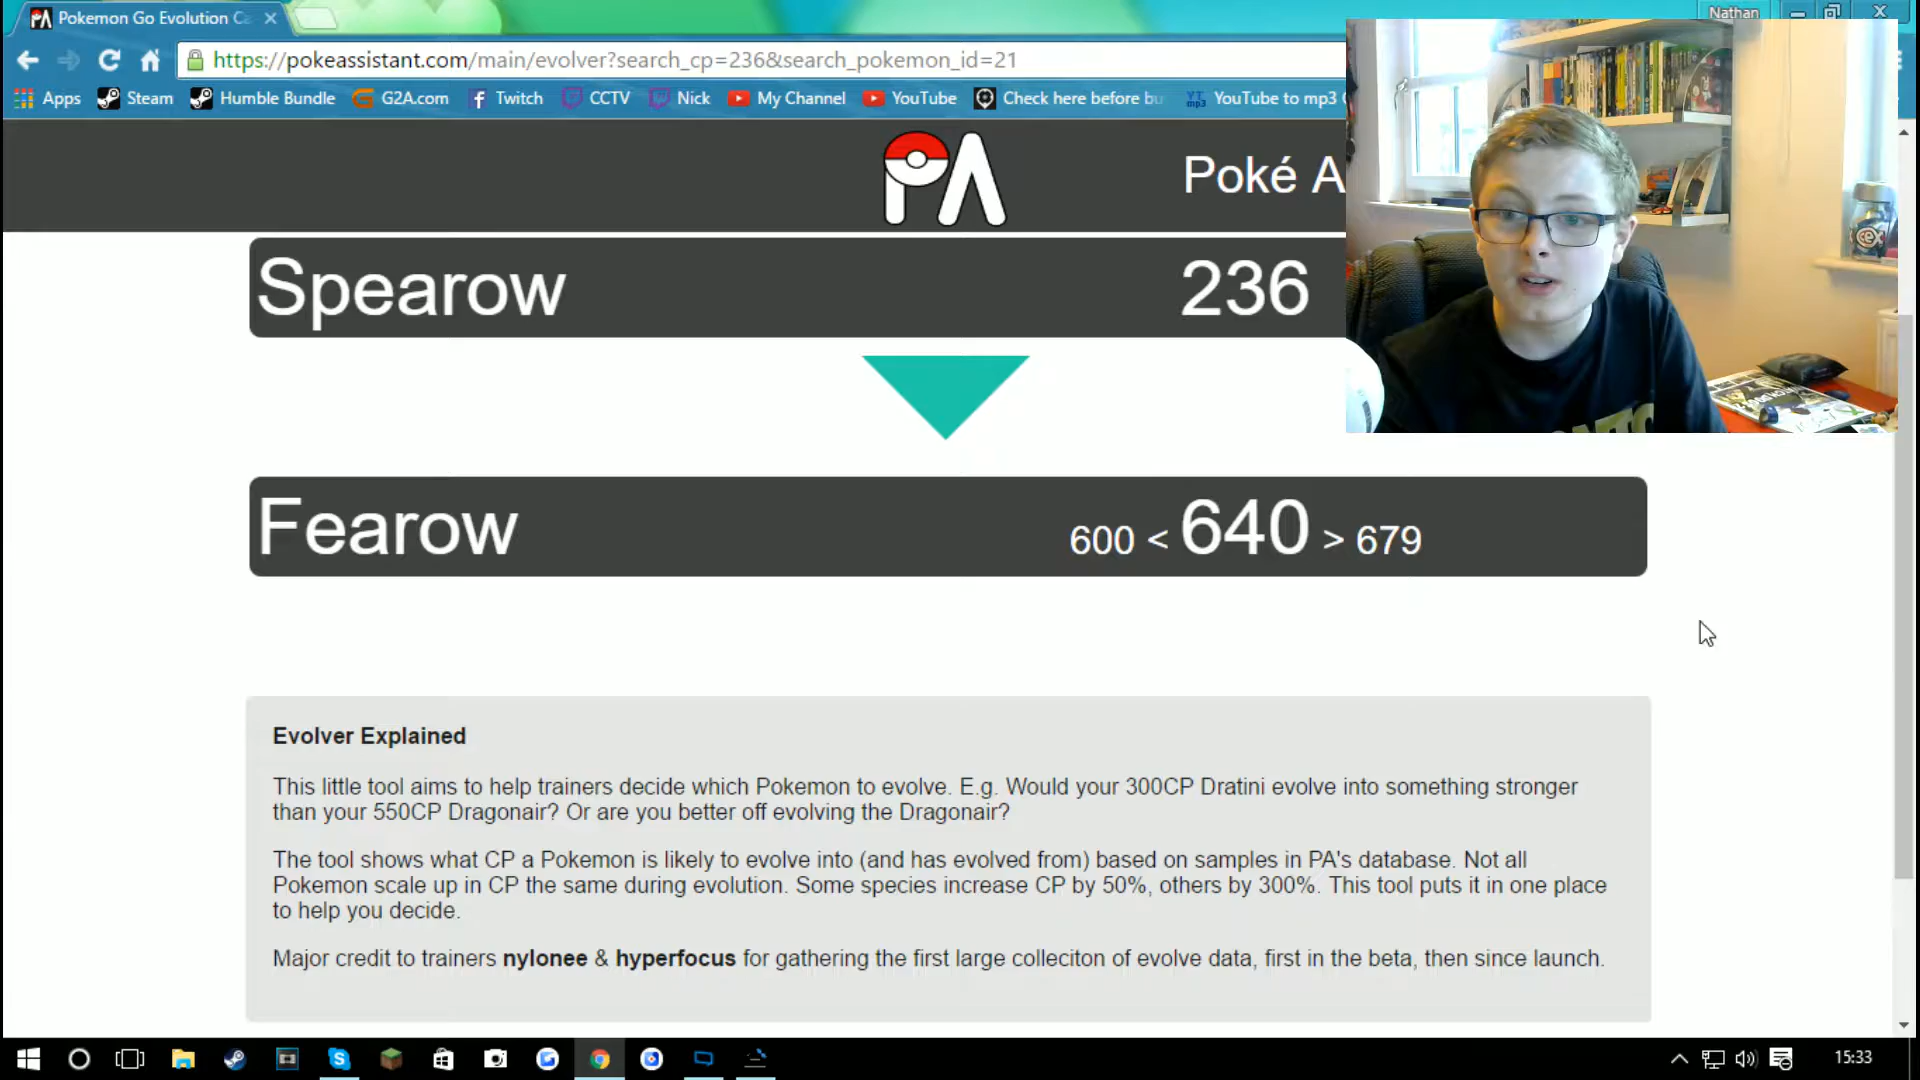 Pokemon Go Evolution Ca
Nathan
https://pokeassistant.com/main/evolver?search_cp=236&search_pokemon_id=21
Apps Steam Humble Bundle G2A.com Twitch CCTV Nick My Channel YouTube Check here before bu YouTube to mp3
PA Poké A
Spearow 236
Fearow 600 < 640 > 679
Evolver Explained
This little tool aims to help trainers decide which Pokemon to evolve. E.g. Would your 300CP Dratini evolve into something stronger
than your 550CP Dragonair? Or are you better off evolving the Dragonair?
The tool shows what CP a Pokemon is likely to evolve into (and has evolved from) based on samples in PA's database. Not all
Pokemon scale up in CP the same during evolution. Some species increase CP by 50%, others by 300%. This tool puts it in one place
to help you decide.
Major credit to trainers nylonee & hyperfocus for gathering the first large colleciton of evolve data, first in the beta, then since launch.
15:33